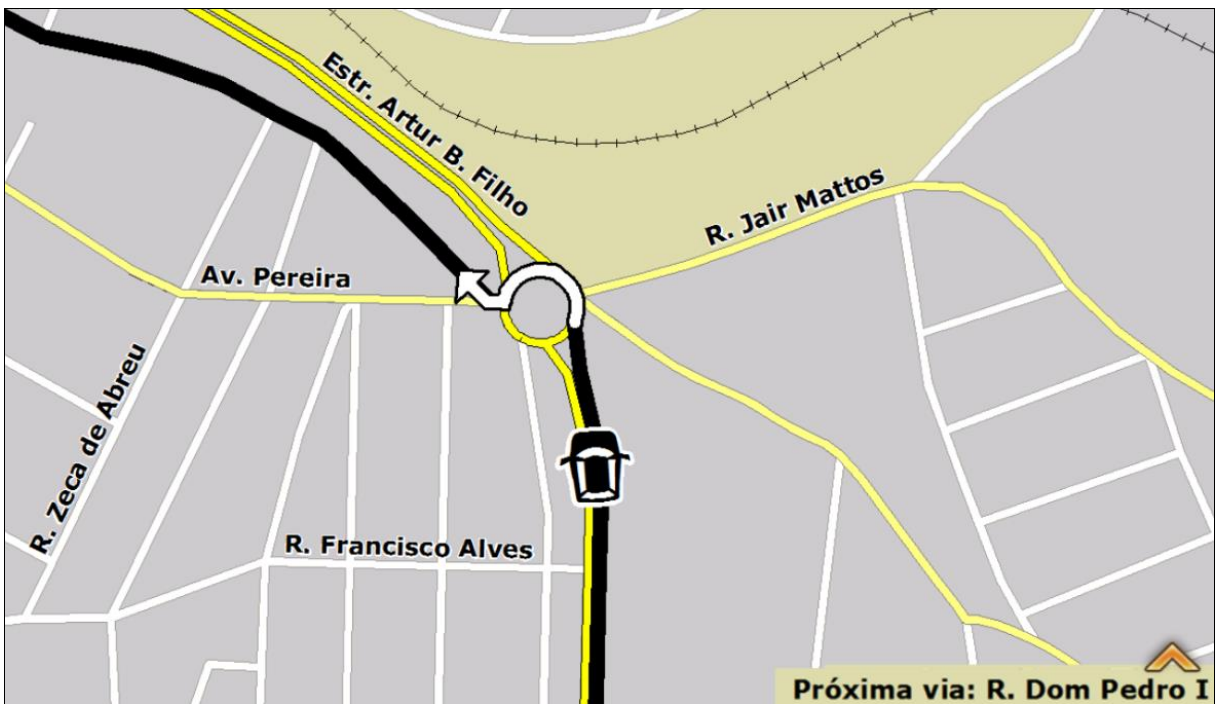 Estr. Artur B. Filho
R. Jair Mattos
Av. Pereira
R. Zeca de Abreu
R. Francisco Alves
Próxima via: R. Dom Pedro I